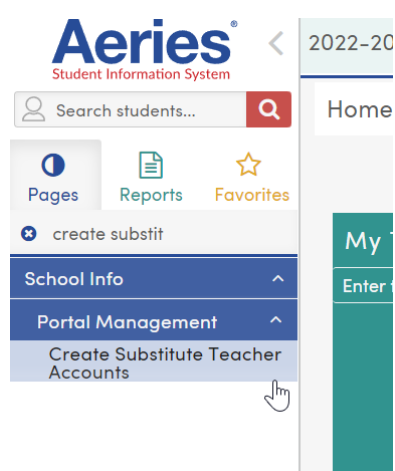 Aeries®
Student Information System
2022-20
Search students...
Home
Pages
Reports
Favorites
create substit
My
School Info
Enter
Portal Management
Create Substitute Teacher
Accounts